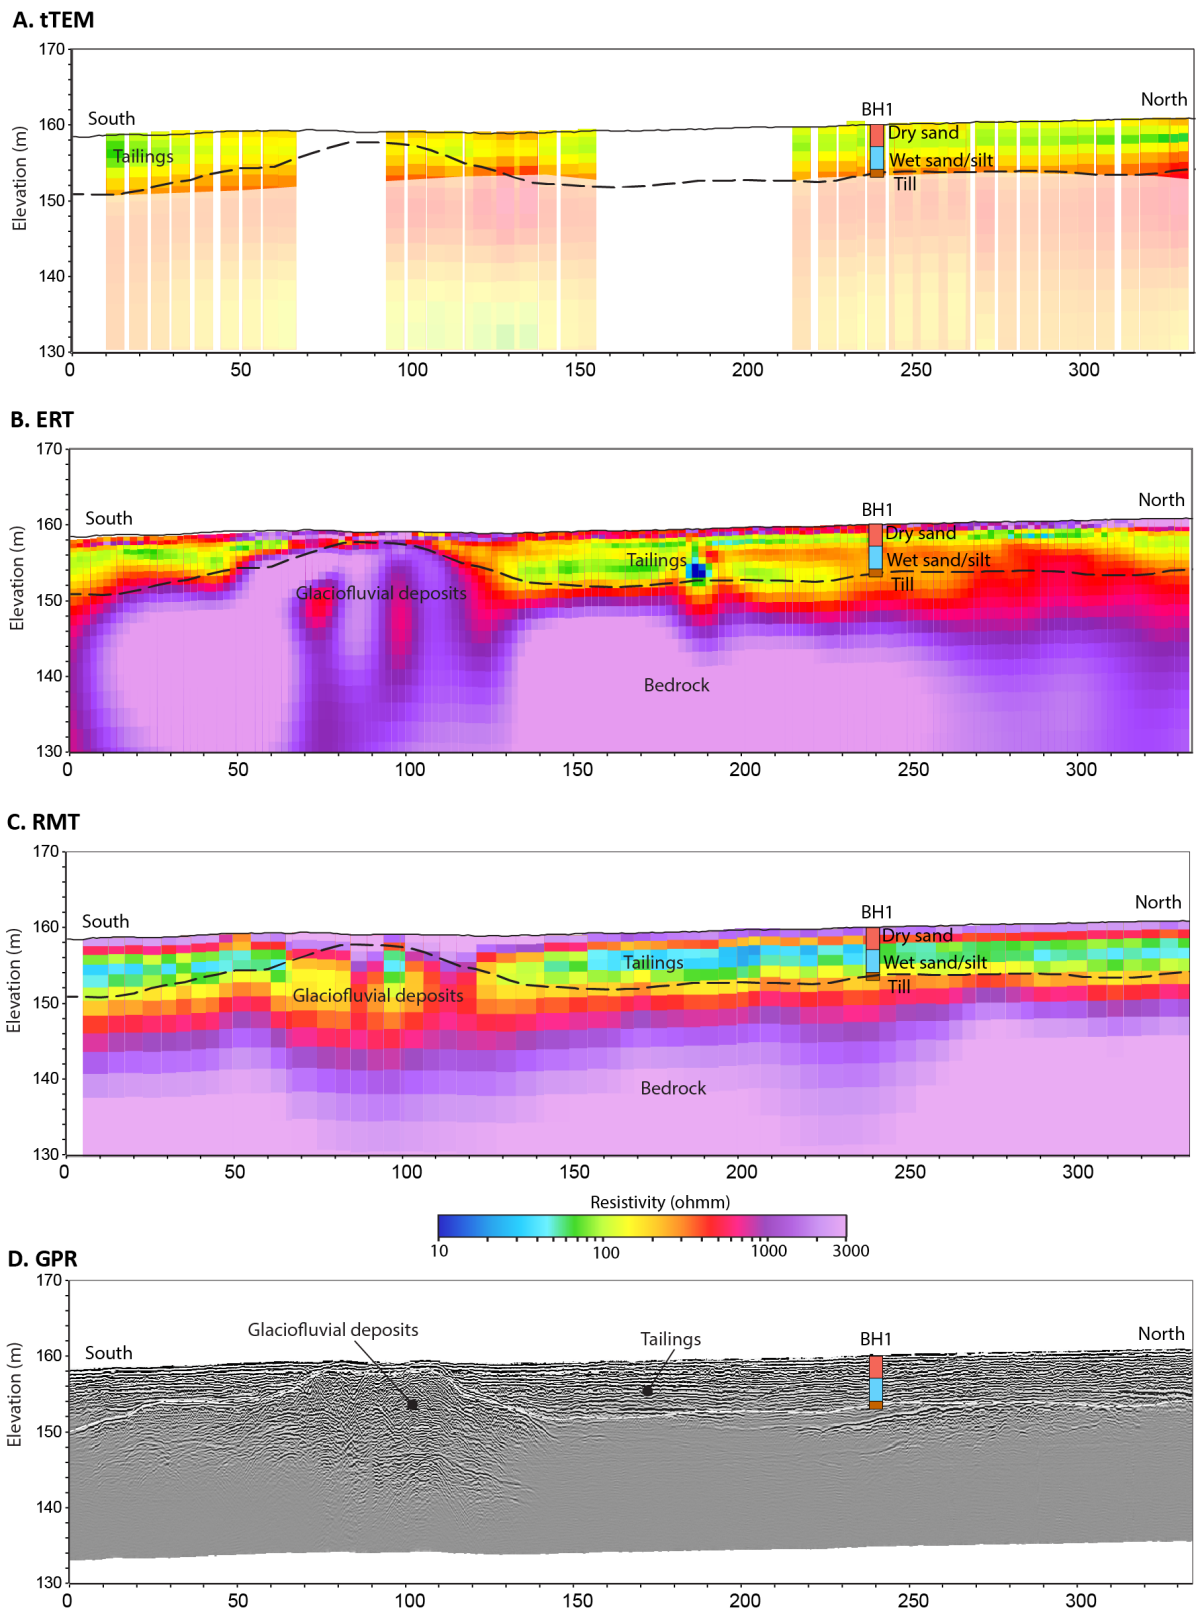 A. tTEM
170
South
North
160
BH1
Dry sand
Tailings
Wet sand/silt
Till
150
140
130
Elevation (m)
0 50 100 150 200 250 300
B. ERT
170
South
North
160
BH1
Dry sand
Tailings
Wet sand/silt
Till
Glaciofluvial deposits
150
140
Bedrock
130
Elevation (m)
0 50 100 150 200 250 300
C. RMT
170
South
North
160
BH1
Dry sand
Tailings
Wet sand/silt
Till
Glaciofluvial deposits
150
140
Bedrock
130
Elevation (m)
0 50 100 150 200 250 300
Resistivity (ohmm)
10 100 1000 3000
D. GPR
170
Glaciofluvial deposits
Tailings
BH1
South
North
160
150
140
130
Elevation (m)
0 50 100 150 200 250 300